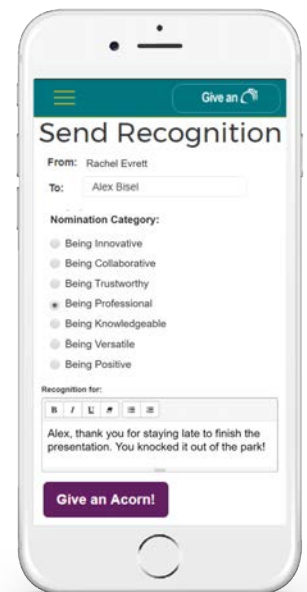 Give an
Send Recognition
From: Rachel Evrett
To: Alex Bisel
Nomination Category:
Being Innovative
Being Collaborative
Being Trustworthy
Being Professional
Being Knowledgeable
Being Versatile
Being Positive
Recognition for:
B I U
Alex, thank you for staying late to finish the
presentation. You knocked it out of the park!
Give an Acorn!